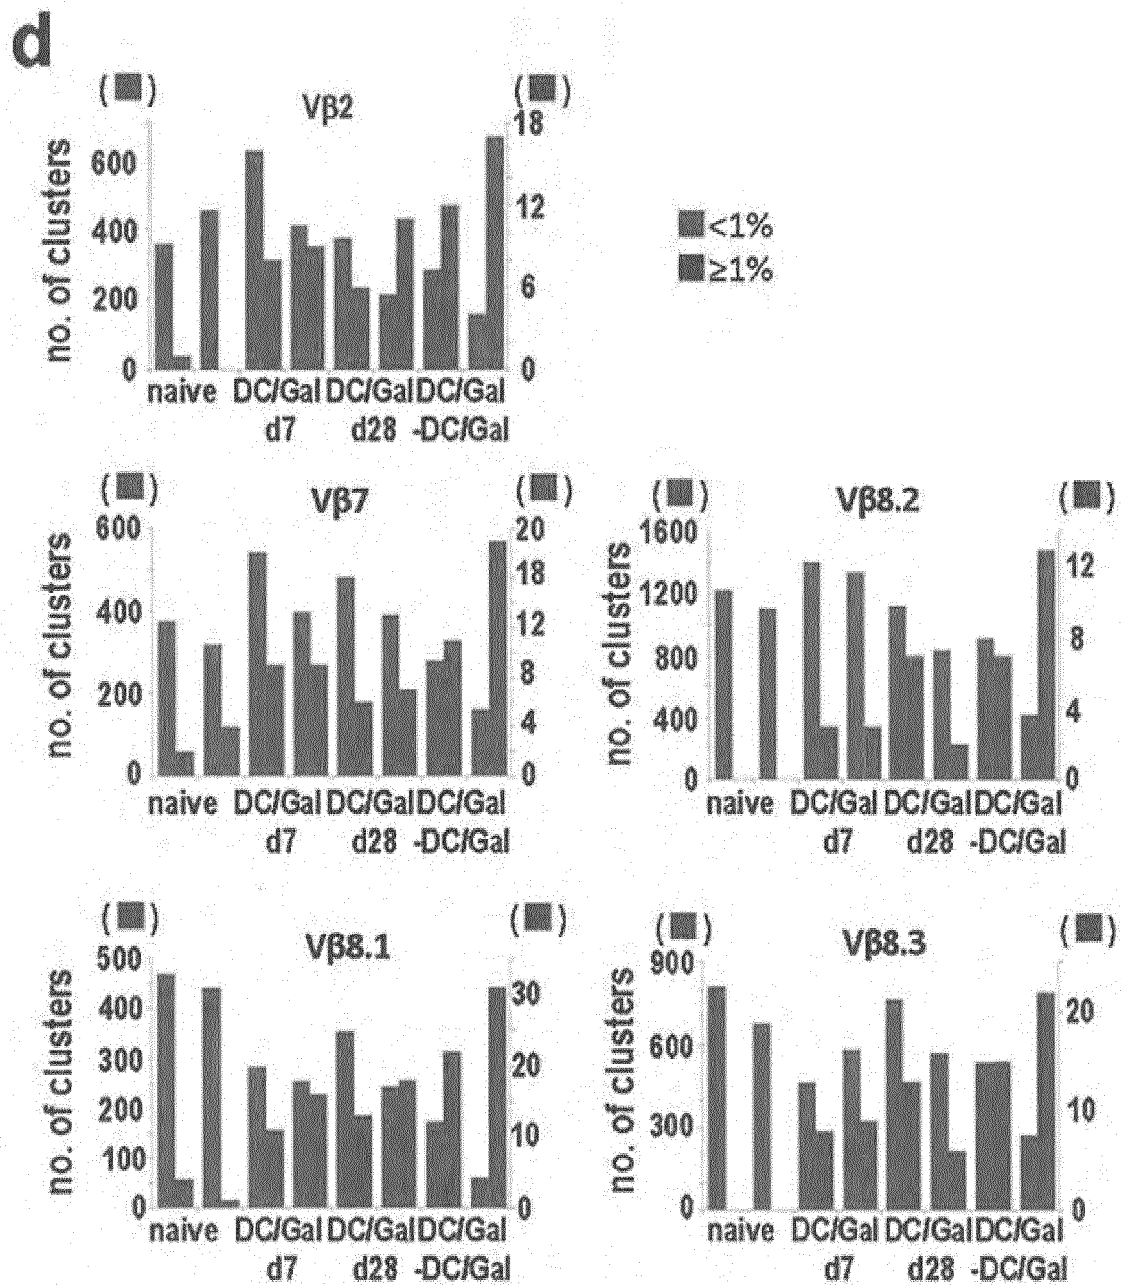 d
(■) (■)
Vβ2
no. of clusters
600
400
200
0
18
12
6
0
naive DC/Gal DC/Gal DC/Gal
d7 d28 -DC/Gal
<1%
≥1%
(■) (■)
Vβ7
no. of clusters
600
400
200
0
20
18
12
8
4
0
naive DC/Gal DC/Gal DC/Gal
d7 d28 -DC/Gal
(■) (■)
Vβ8.2
no. of clusters
1600
1200
800
400
0
12
8
4
0
naive DC/Gal DC/Gal DC/Gal
d7 d28 -DC/Gal
(■) (■)
Vβ8.1
no. of clusters
500
400
300
200
100
0
30
20
10
0
naive DC/Gal DC/Gal DC/Gal
d7 d28 -DC/Gal
(■) (■)
Vβ8.3
no. of clusters
900
600
300
0
20
10
0
naive DC/Gal DC/Gal DC/Gal
d7 d28 -DC/Gal